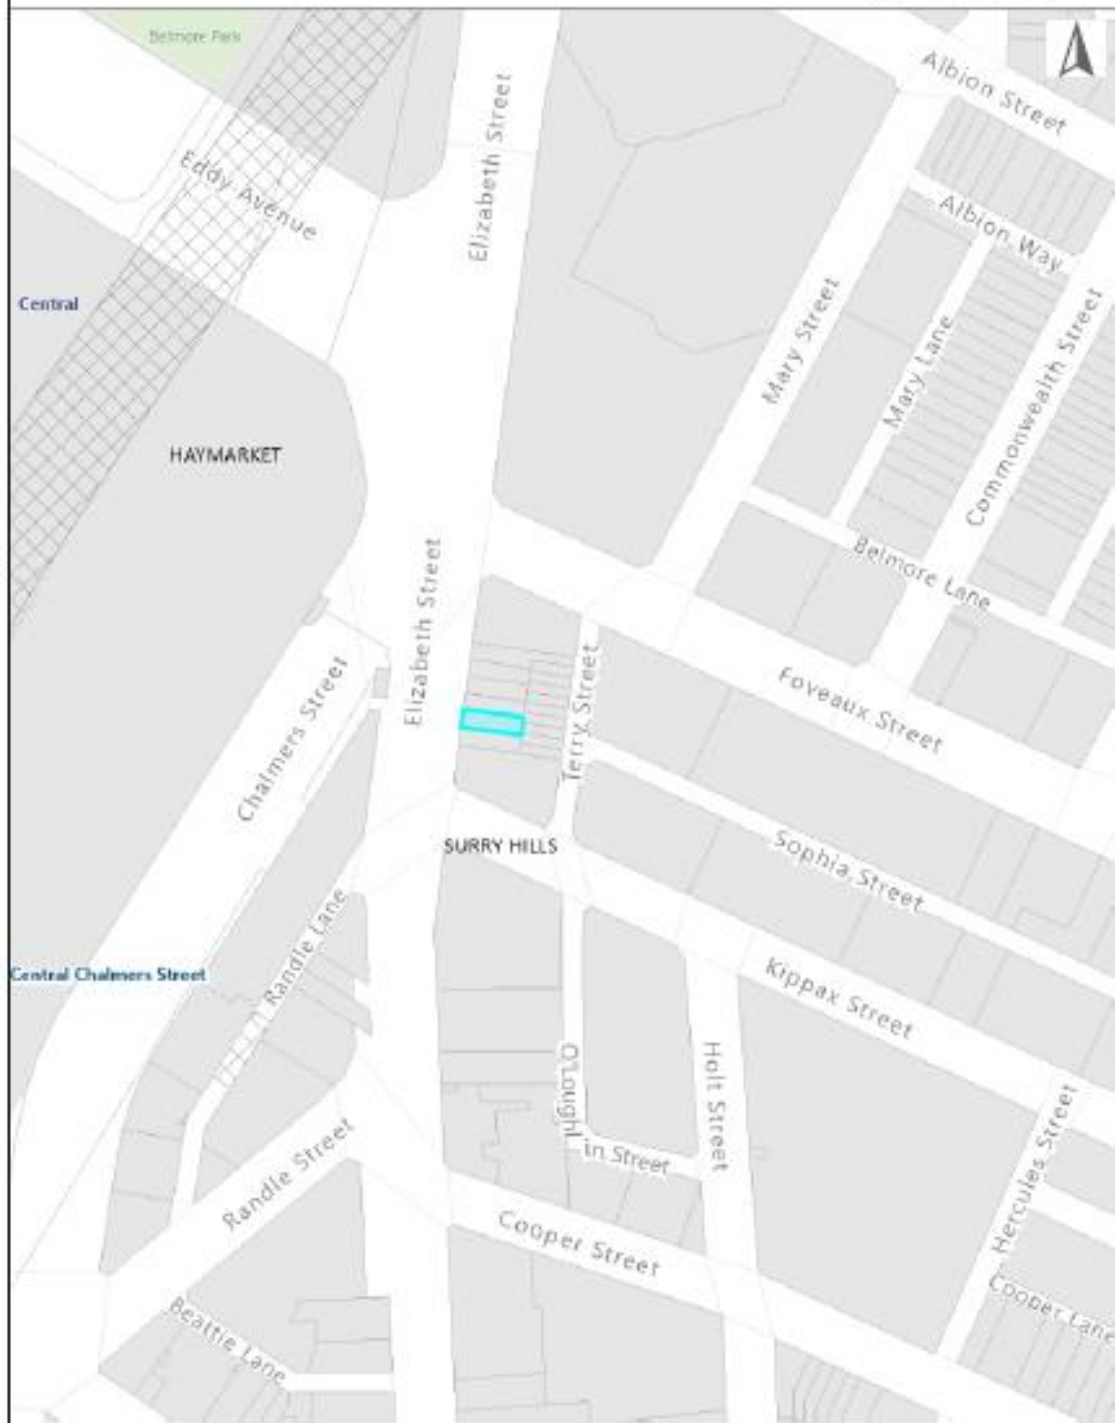 Belmore Park
Albion Street
Elizabeth Street
Eddy Avenue
Albion Way
Central
Mary Street
Mary Lane
Commonwealth Street
HAYMARKET
Belmore Lane
Elizabeth Street
Chalmers Street
Terry Street
Foveaux Street
SURRY HILLS
Sophia Street
Randle Lane
Central Chalmers Street
Kippax Street
O'Loughlin Street
Holt Street
Hercules Street
Randle Street
Cooper Street
Cooper Lane
Beattie Lane